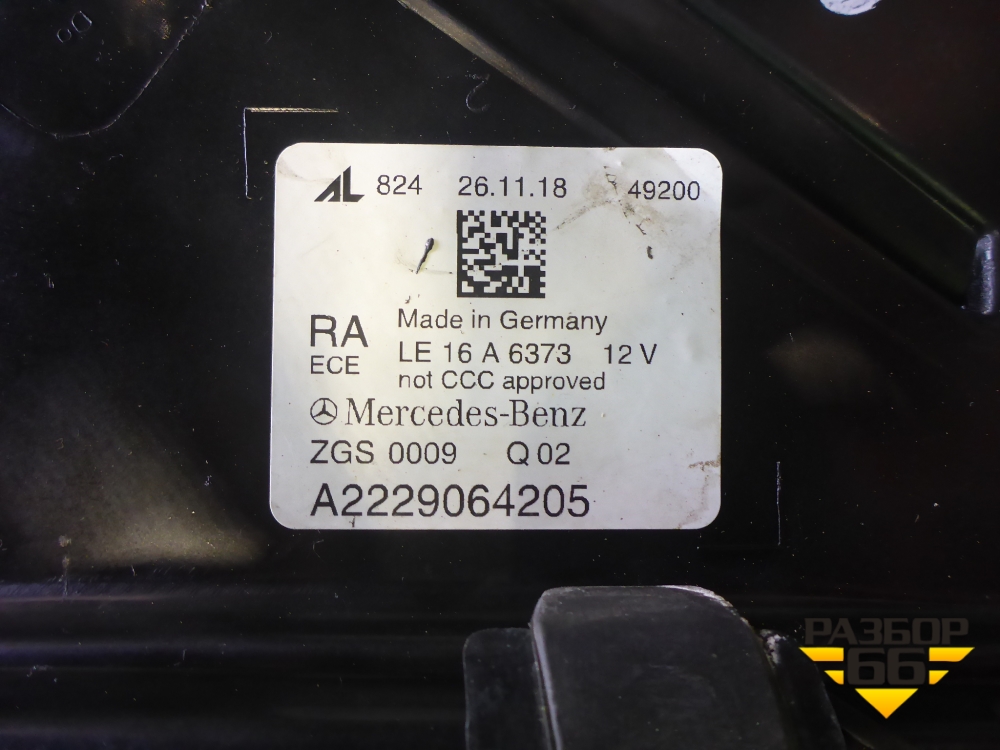 AL 824 26.11.18 49200
RA Made in Germany
ECE LE 16 A 6373 12 V
not CCC approved
Mercedes-Benz
ZGS 0009 Q 02
A2229064205
РАЗБОР
66